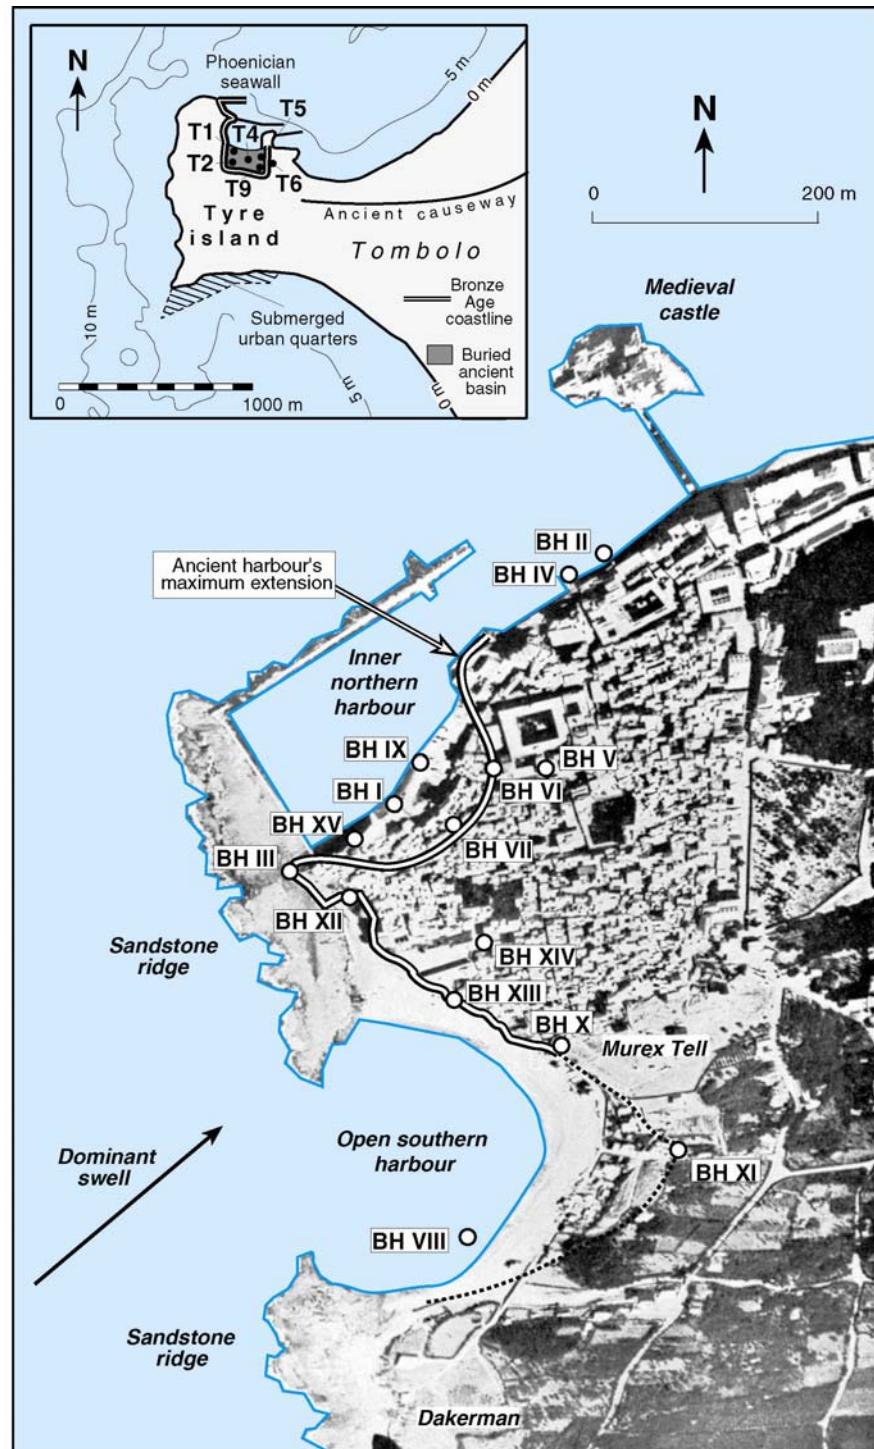 N
Phoenician
seawall
5 m
0 m
T5
T1
T4
T2
T9
T6
Tyre
island
Ancient causeway
Tombolo
Bronze
Age
coastline
Submerged
urban quarters
10 m
5 m
0 m
Buried
ancient
basin
0
1000 m
N
0
200 m
Medieval
castle
BH II
BH IV
Ancient harbour's
maximum extension
Inner
northern
harbour
BH IX
BH V
BH VI
BH I
BH XV
BH VII
BH III
BH XII
Sandstone
ridge
BH XIV
BH XIII
BH X
Murex Tell
Open southern
harbour
Dominant
swell
BH XI
BH VIII
Sandstone
ridge
Dakerman